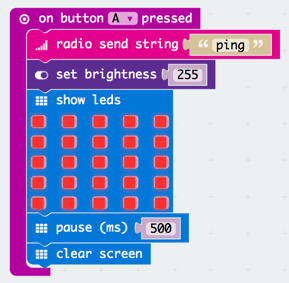 on button A pressed
radio send string “ ping ”
set brightness 255
show leds
pause (ms) 500
clear screen